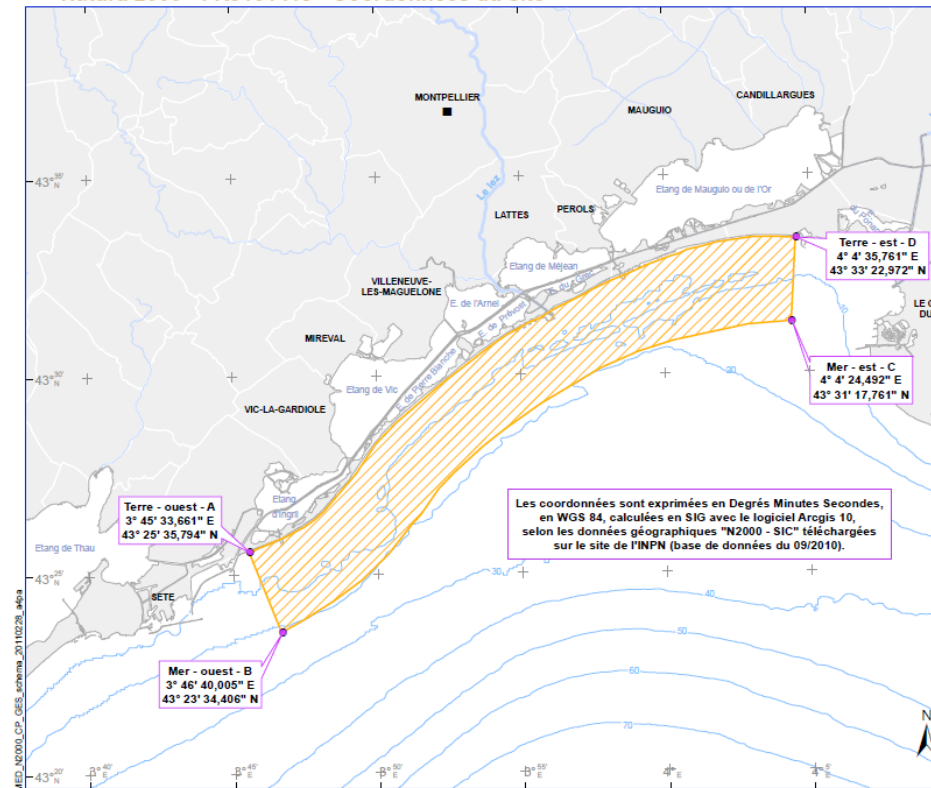 MONTPELLIER
CANDILLARGUES
MAUGUIO
43° 35'
N
Etang de Mauguio ou de l'Or
Le lez
LATTES
PEROLS
Terre - est - D
4° 4' 35,761" E
43° 33' 22,972" N
Etang de Méjean
VILLENEUVE-
LES-MAGUELONE
E. de l'Arnel
E. de Prévost
10
MIREVAL
Mer - est - C
4° 4' 24,492" E
43° 31' 17,761" N
43° 30'
N
20
Etang de Vic
E. de Pierre Blanche
VIC-LA-GARDIOLE
Terre - ouest - A
3° 45' 33,661" E
43° 25' 35,794" N
Etang
d'Ingril
Les coordonnées sont exprimées en Degrés Minutes Secondes,
en WGS 84, calculées en SIG avec le logiciel Arcgis 10,
selon les données géographiques "N2000 - SIC" téléchargées
sur le site de l'INPN (base de données du 09/2010).
Etang de Thau
43° 25'
N
30
30
SETE
40
50
60
70
Mer - ouest - B
3° 46' 40,005" E
43° 23' 34,406" N
MED_N2000_CP_GES_schema_20110228_a4pa
N
43° 20'
N
3° 40'
E
3° 45'
E
3° 50'
E
3° 55'
E
4°
E
4° 5'
E